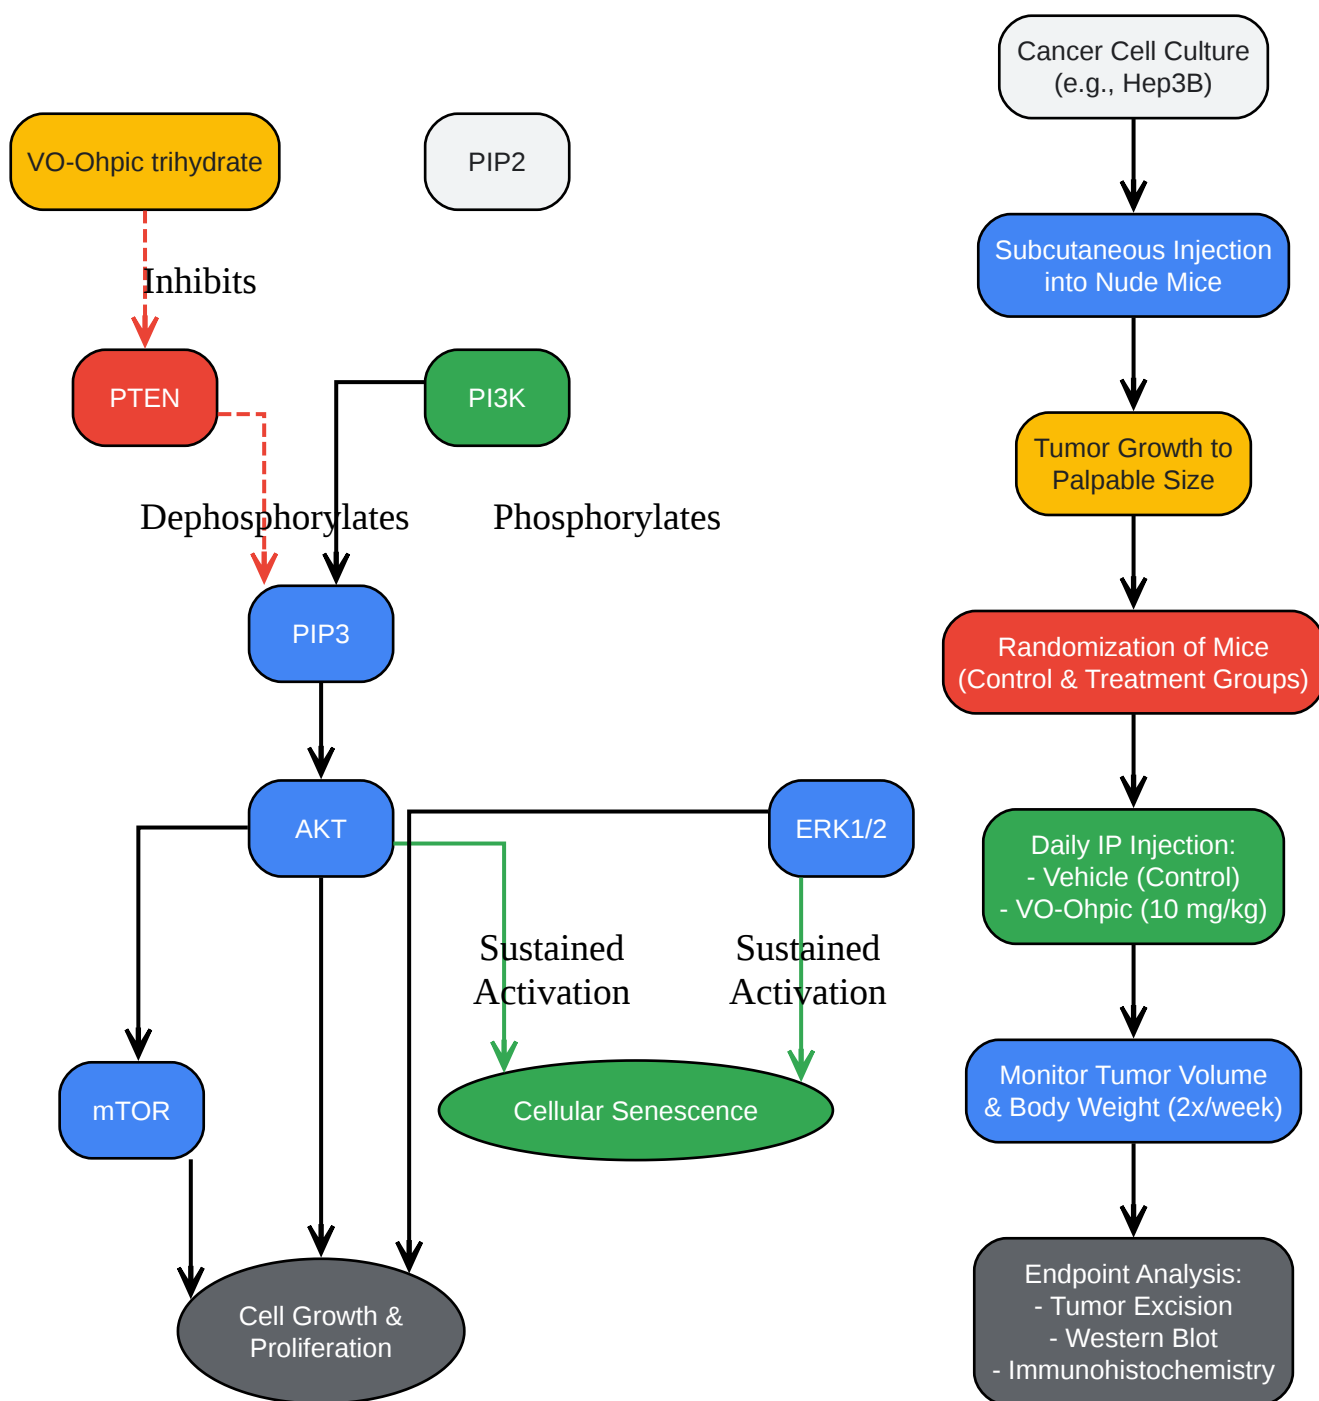 VO-Ohpic trihydrate
PIP2
Inhibits
PTEN
PI3K
Dephosphorylates
Phosphorylates
PIP3
AKT
ERK1/2
Sustained
Activation
Sustained
Activation
mTOR
Cellular Senescence
Cell Growth &
Proliferation
Cancer Cell Culture
(e.g., Hep3B)
Subcutaneous Injection
into Nude Mice
Tumor Growth to
Palpable Size
Randomization of Mice
(Control & Treatment Groups)
Daily IP Injection:
- Vehicle (Control)
- VO-Ohpic (10 mg/kg)
Monitor Tumor Volume
& Body Weight (2x/week)
Endpoint Analysis:
- Tumor Excision
- Western Blot
- Immunohistochemistry